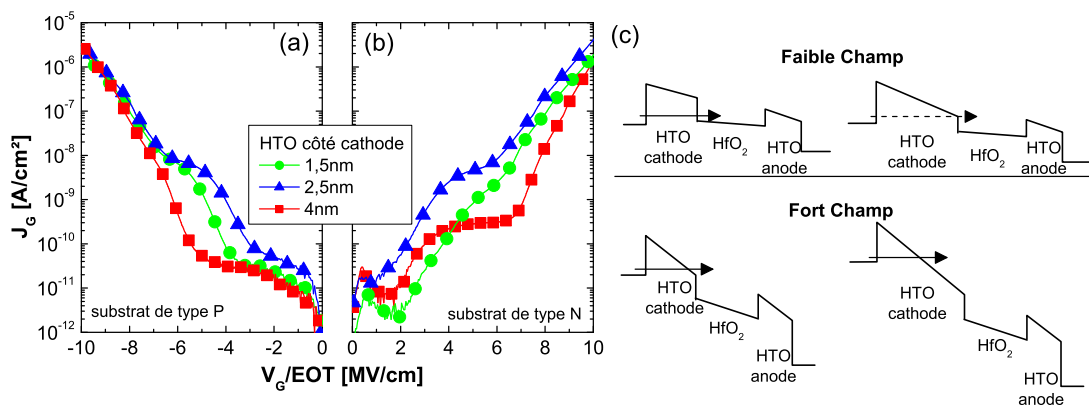 (a)
(b)
(c)
J_G [A/cm²]
10⁻⁵
10⁻⁶
10⁻⁷
10⁻⁸
10⁻⁹
10⁻¹⁰
10⁻¹¹
10⁻¹²
HTO côté cathode
1,5nm
2,5nm
4nm
substrat de type P
substrat de type N
-10 -8 -6 -4 -2 0
0 2 4 6 8 10
V_G/EOT [MV/cm]
Faible Champ
HTO
cathode
HfO₂
HTO
anode
HTO
cathode
HfO₂
HTO
anode
Fort Champ
HTO
cathode
HfO₂
HTO
anode
HTO
cathode
HfO₂
HTO
anode